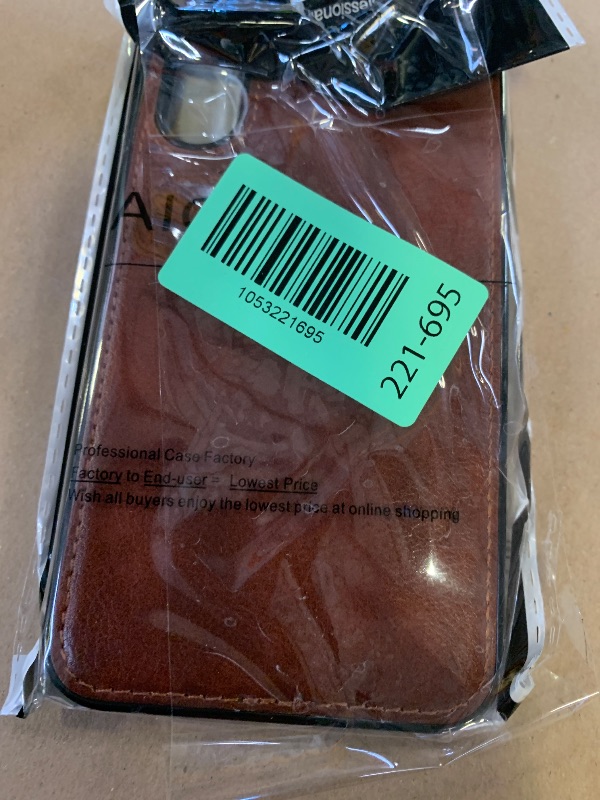 1053221695
221-695
Professional Case Factory
Factory to End-user = Lowest Price
Wish all buyers enjoy the lowest price at online shopping